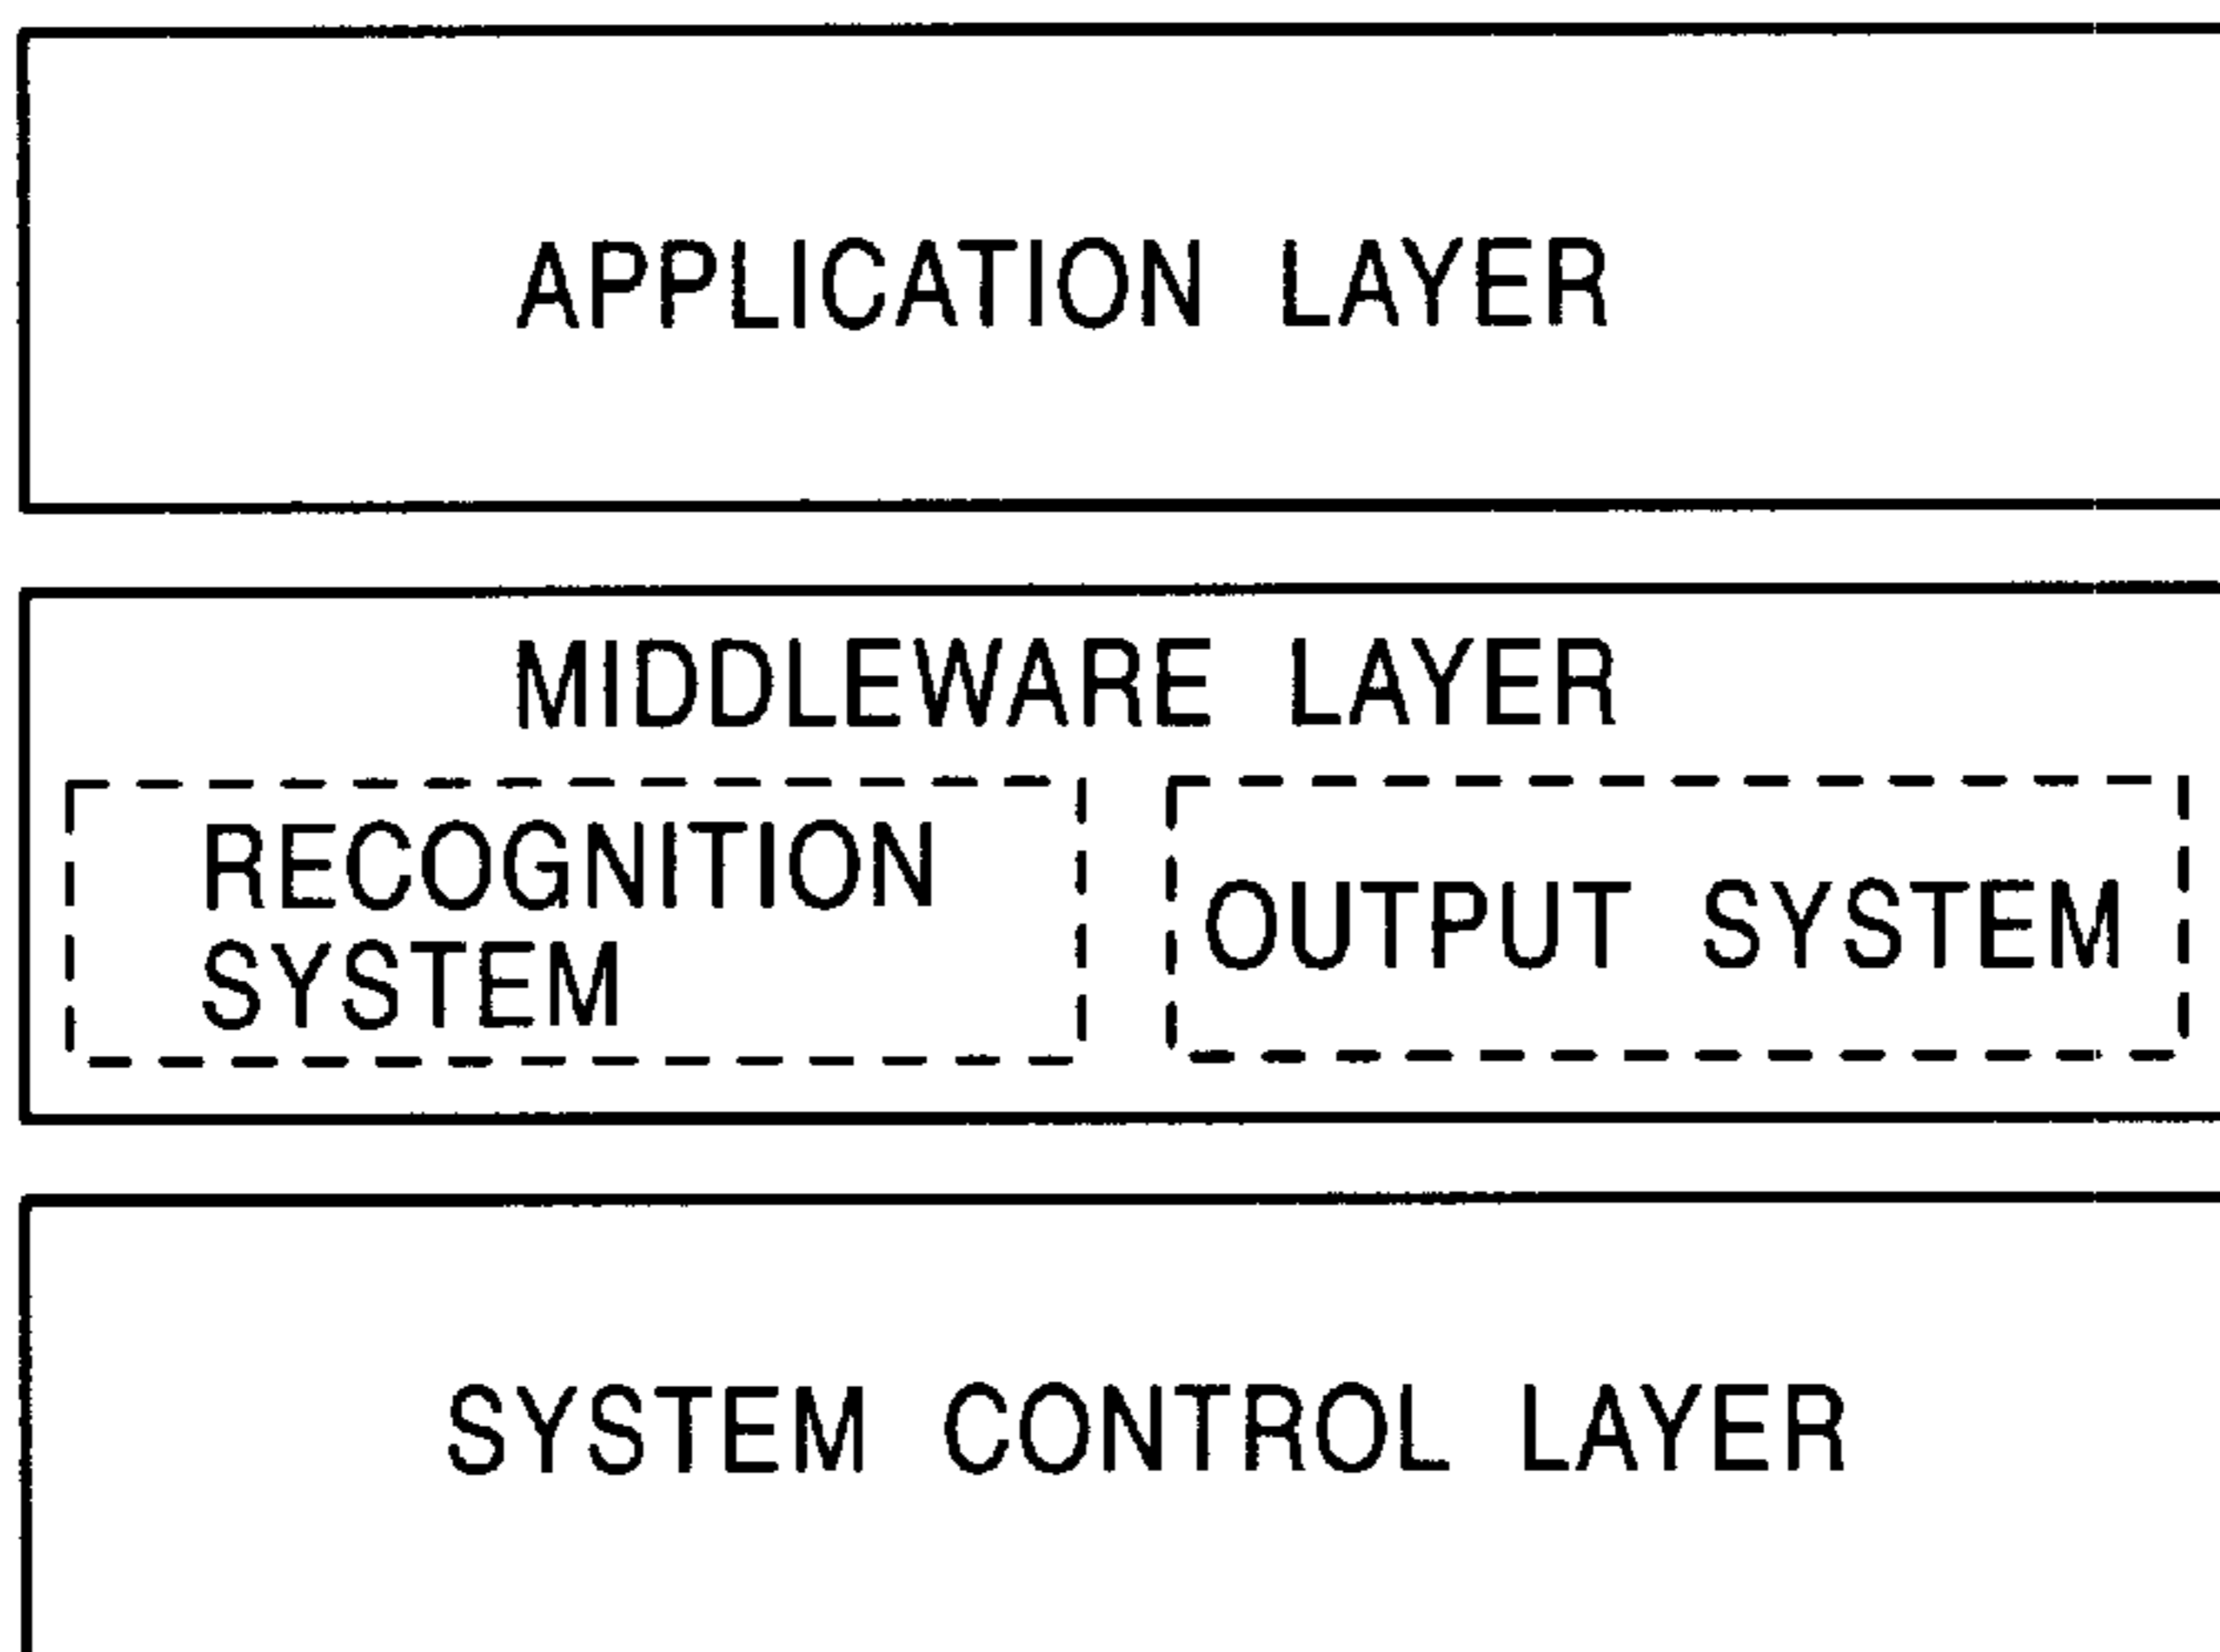 APPLICATION LAYER
MIDDLEWARE LAYER
RECOGNITION
SYSTEM
OUTPUT SYSTEM
SYSTEM CONTROL LAYER